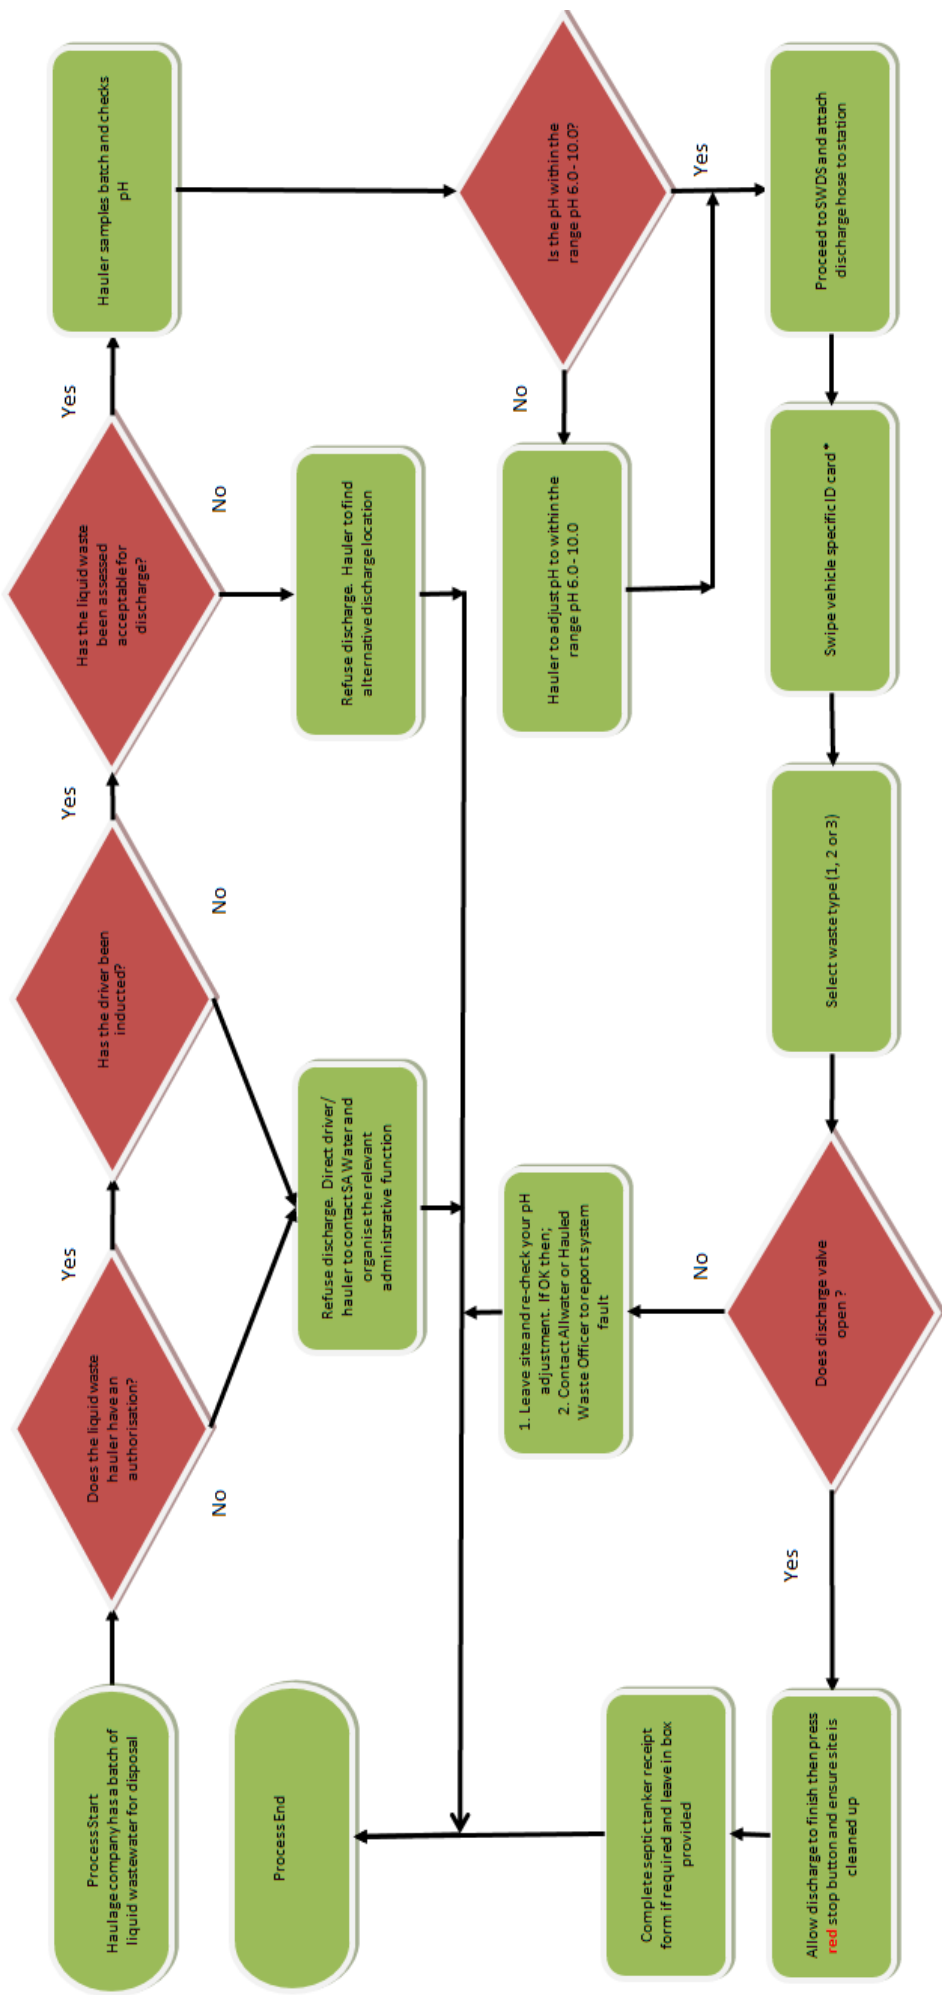 Process Start
Haulage company has a batch of
liquid wastewater for disposal
Does the liquid waste
hauler have an
authorisation?
Yes
Has the driver been
inducted?
Yes
Has the liquid waste
been assessed
acceptable for
discharge?
Yes
Hauler samples batch and checks
pH
No
No
No
Process End
Refuse discharge. Direct driver/
hauler to contact SA Water and
organise the relevant
administrative function
Refuse discharge. Hauler to find
alternative discharge location
Is the pH within the
range pH 6.0 - 10.0?
No
Hauler to adjust pH to within the
range pH 6.0 - 10.0
Yes
Proceed to SWDS and attach
discharge hose to station
Swipe vehicle specific ID card*
Select waste type (1, 2 or 3)
Does discharge valve
open ?
No
1. Leave site and re-check your pH
adjustment. If OK then;
2. Contact Allwater or Hauled
Waste Officer to report system
fault
Yes
Allow discharge to finish then press
red stop button and ensure site is
cleaned up
Complete septic tanker receipt
form if required and leave in box
provided